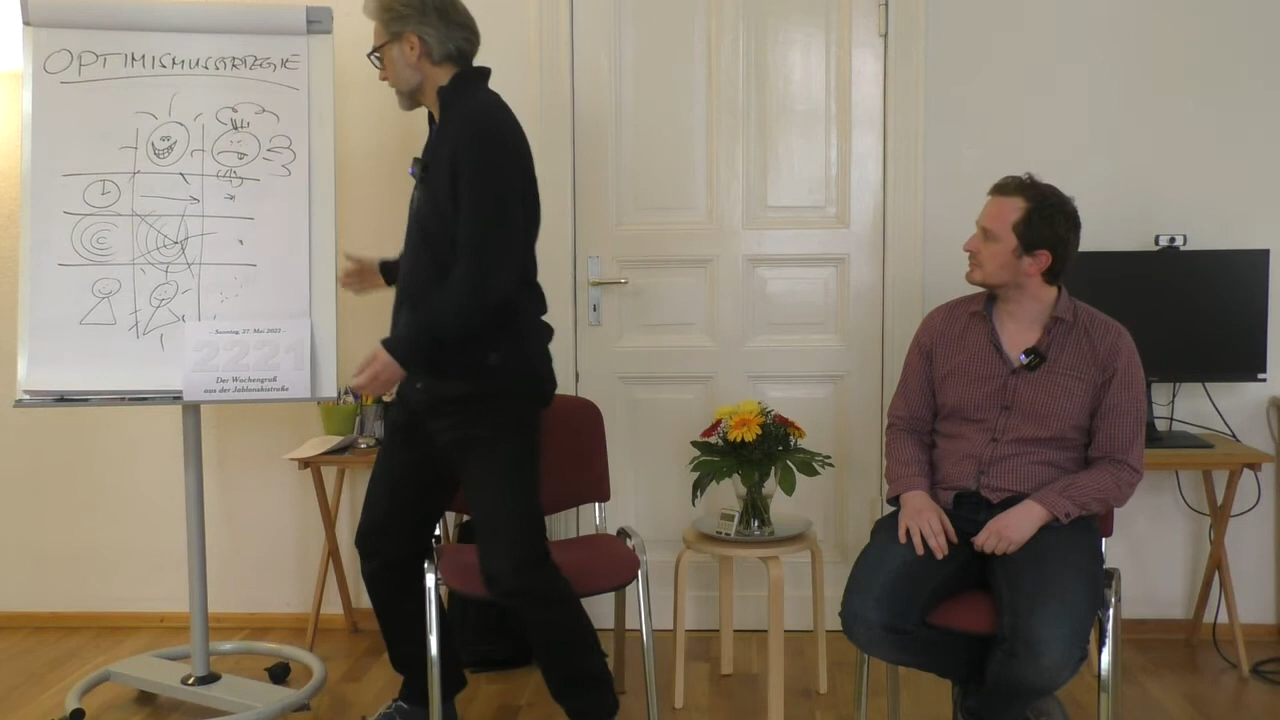 OPTIMISMUSSTRATEGIE
– Sonntag, 27. Mai 2022 –
2221
Der Wochengruß
aus der Jablonskistraße